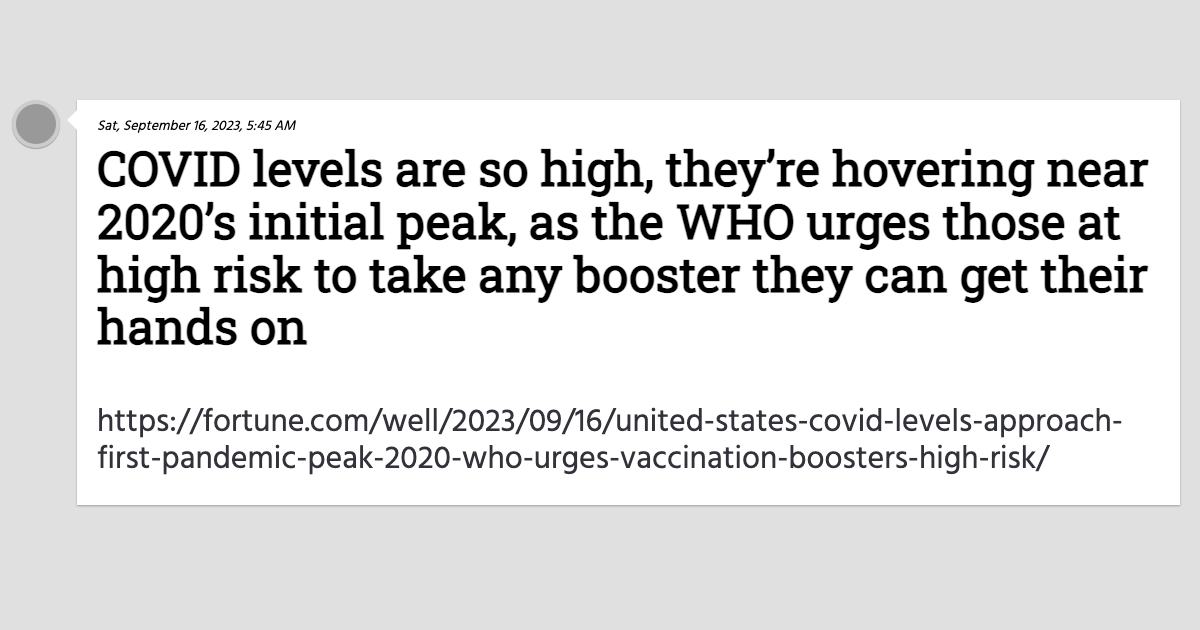 Sat, September 16, 2023, 5:45 AM
COVID levels are so high, they’re hovering near
2020’s initial peak, as the WHO urges those at
high risk to take any booster they can get their
hands on
https://fortune.com/well/2023/09/16/united-states-covid-levels-approach-
first-pandemic-peak-2020-who-urges-vaccination-boosters-high-risk/